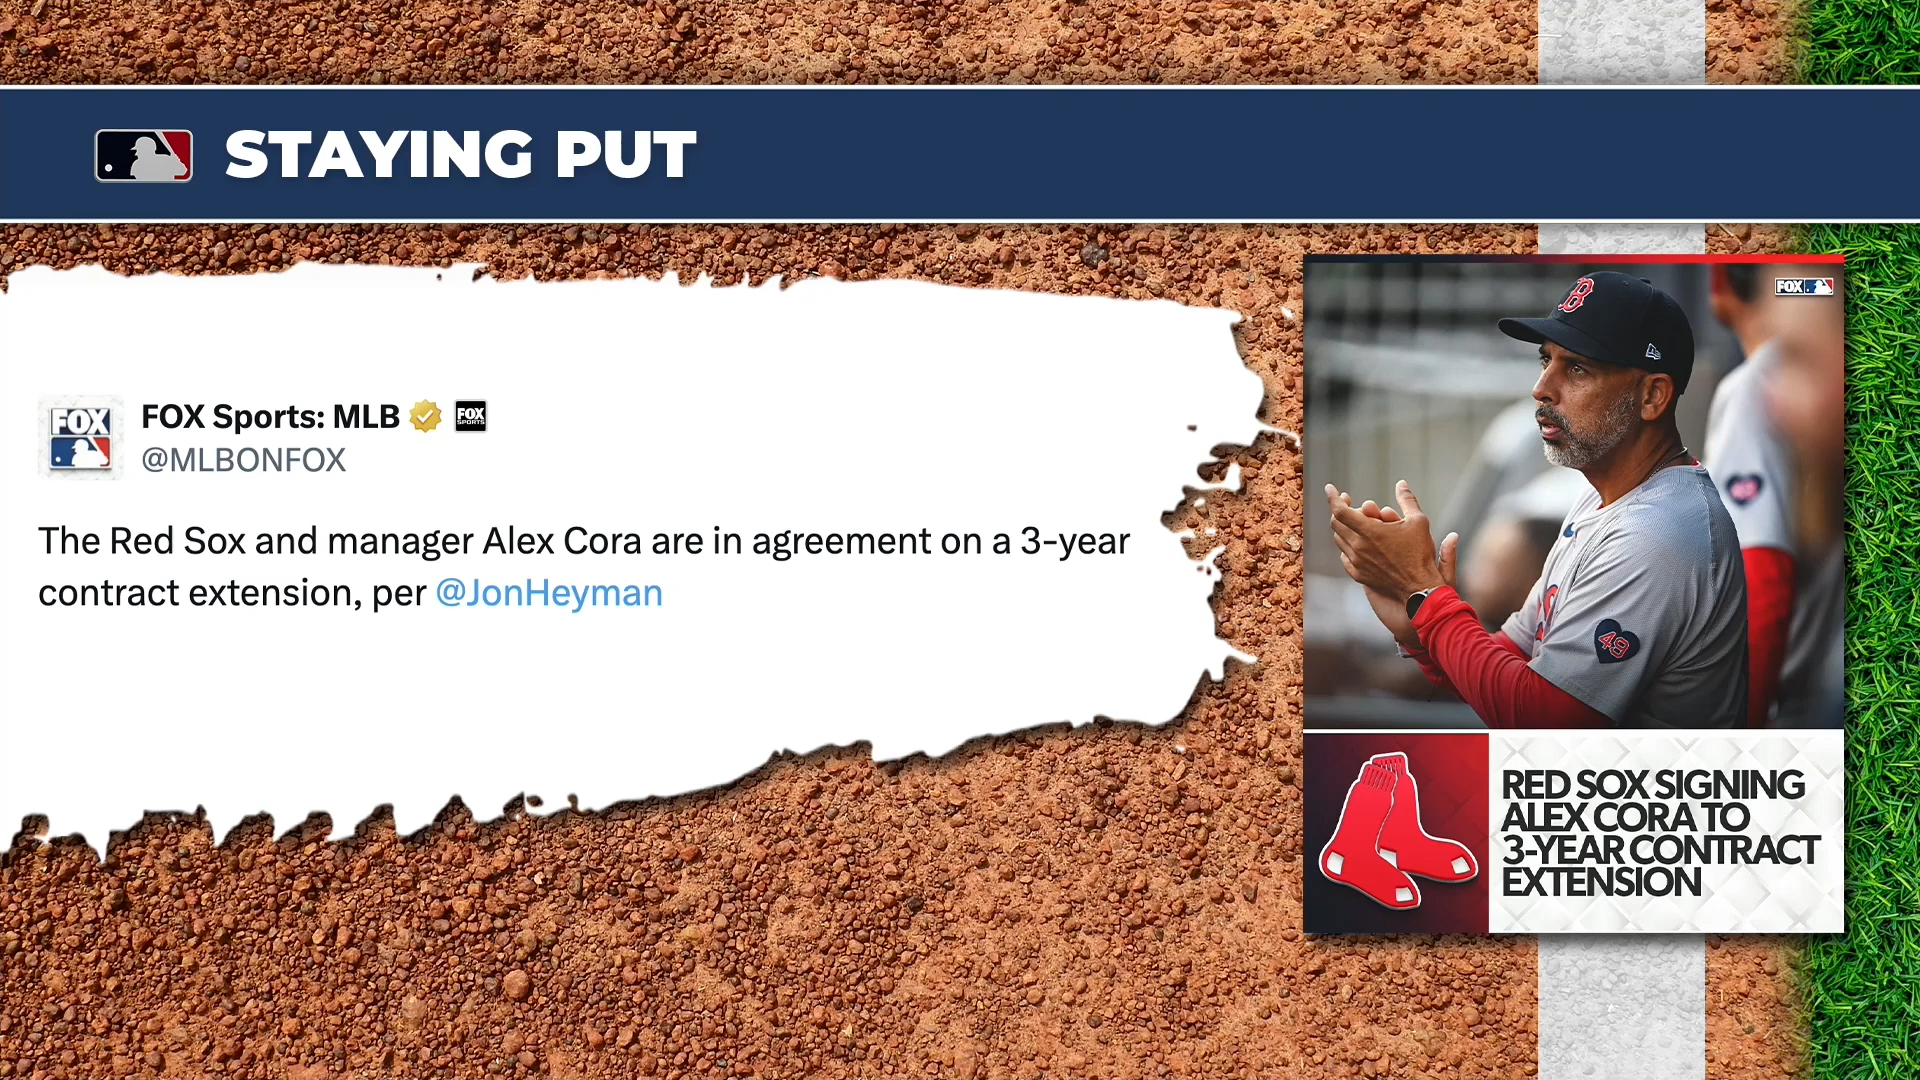 STAYING PUT
FOX Sports: MLB
FOX SPORTS
FOX
@MLBONFOX
The Red Sox and manager Alex Cora are in agreement on a 3-year
contract extension, per @JonHeyman
FOX
B
49
RED SOX SIGNING
ALEX CORA TO
3-YEAR CONTRACT
EXTENSION